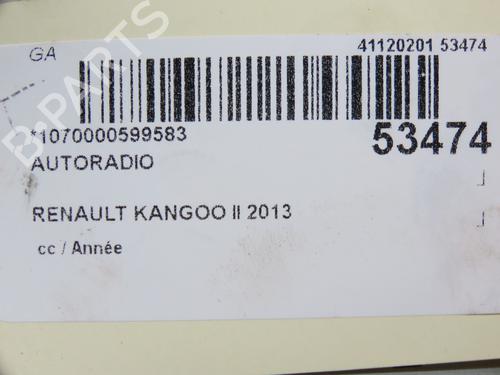 GA
41120201 53474
*1070000599583
53474
AUTORADIO
RENAULT KANGOO II 2013
cc / Année
B-PARTS